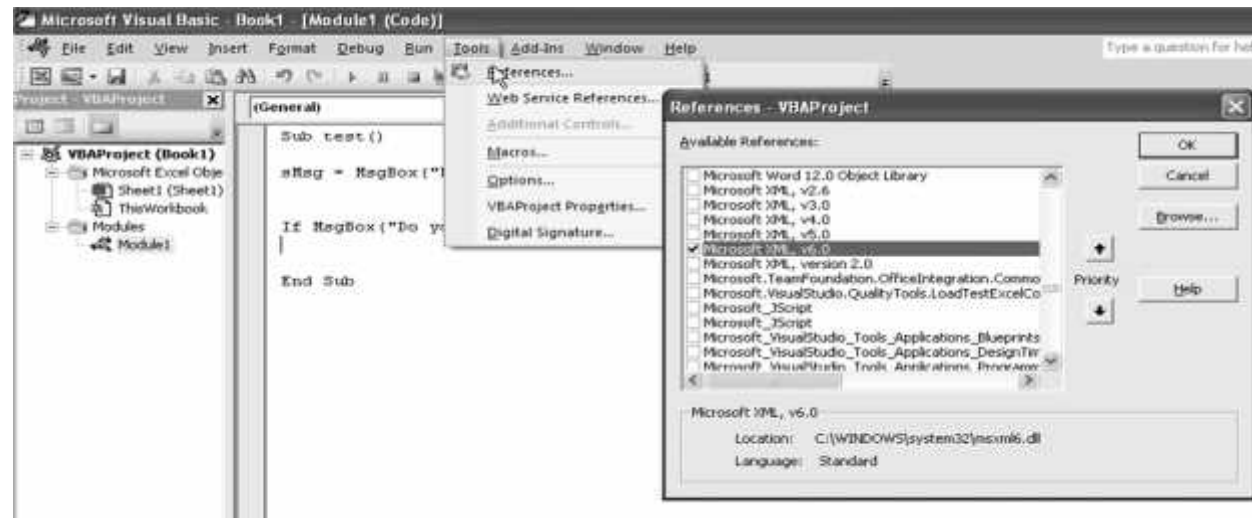 Microsoft Visual Basic - Book1 - [Module1 (Code)]
File Edit View Insert Format Debug Run Tools Add-Ins Window Help
Type a question for hel
Project - VBAProject
VBAProject (Book1)
Microsoft Excel Obje
Sheet1 (Sheet1)
ThisWorkbook
Modules
Module1
(General)
Sub test()
sMsg = MsgBox("
If MsgBox("Do yo
End Sub
References...
Web Service References...
Additional Controls...
Macros...
Options...
VBAProject Properties...
Digital Signature...
References - VBAProject
Available References:
Microsoft Word 12.0 Object Library
Microsoft XML, v2.6
Microsoft XML, v3.0
Microsoft XML, v4.0
Microsoft XML, v5.0
Microsoft XML, v6.0
Microsoft XML, version 2.0
Microsoft.TeamFoundation.OfficeIntegration.Commo
Microsoft.VisualStudio.QualityTools.LoadTestExcelCo
Microsoft_JScript
Microsoft_JScript
Microsoft_VisualStudio_Tools_Applications_Blueprints
Microsoft_VisualStudio_Tools_Applications_DesignTim
Microsoft_VisualStudio_Tools_Applications_Programm
OK
Cancel
Browse...
Priority
Help
Microsoft XML, v6.0
Location: C:\WINDOWS\system32\msxml6.dll
Language: Standard